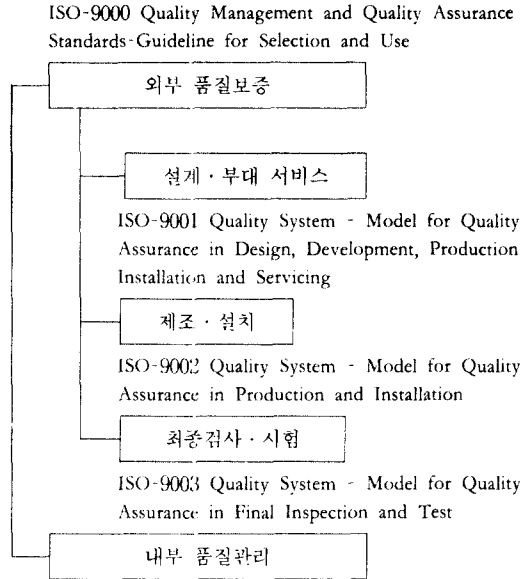 ISO-9000 Quality Management and Quality Assurance
Standards-Guideline for Selection and Use
외부 품질보증
설계·부대 서비스
ISO-9001 Quality System - Model for Quality
Assurance in Design, Development, Production
Installation and Servicing
제조·설치
ISO-9002 Quality System - Model for Quality
Assurance in Production and Installation
최종검사·시험
ISO-9003 Quality System - Model for Quality
Assurance in Final Inspection and Test
내부 품질관리